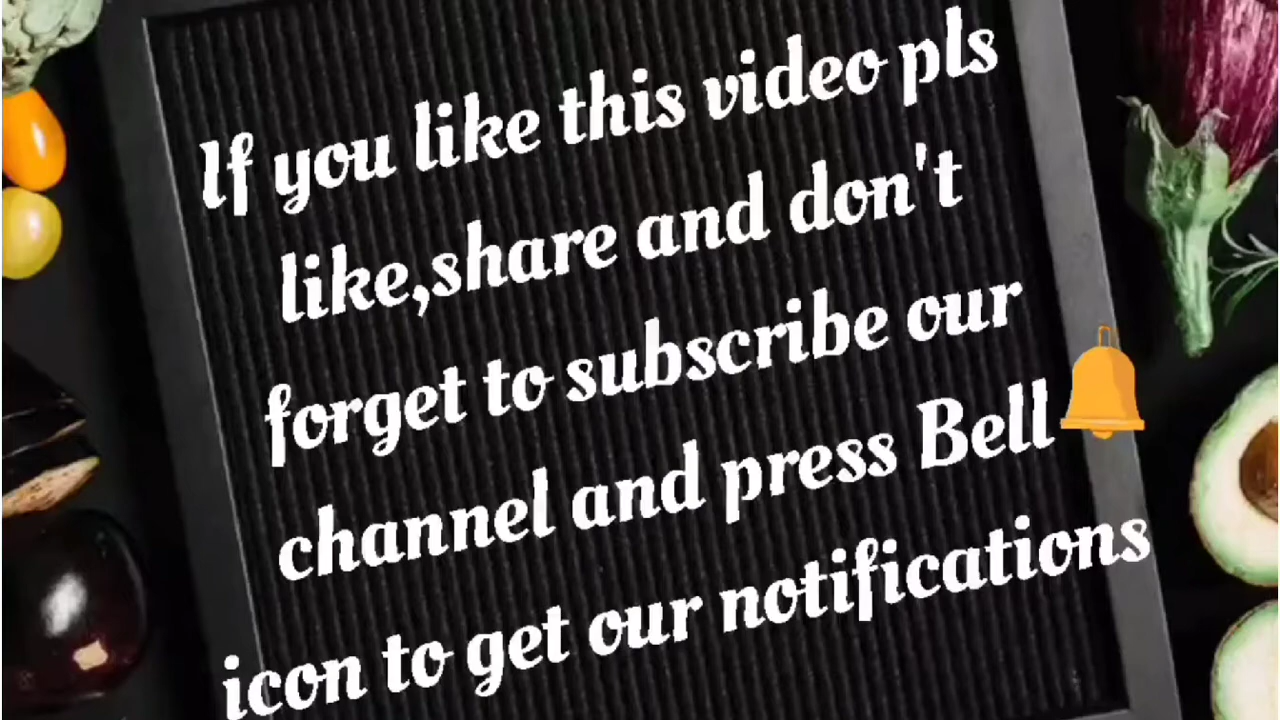 If you like this video pls
like,share and don't
forget to subscribe our
channel and press Bell
icon to get our notifications